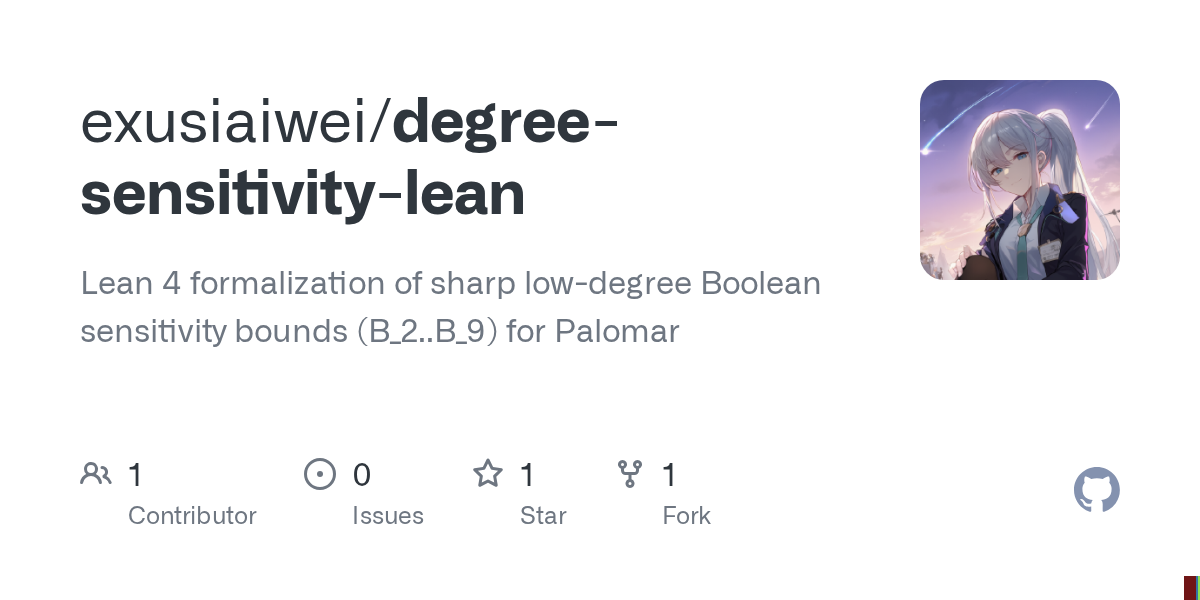 exusiaiwei/degree-
sensitivity-lean
Lean 4 formalization of sharp low-degree Boolean
sensitivity bounds (B_2..B_9) for Palomar
1 0 1 1
Contributor Issues Star Fork